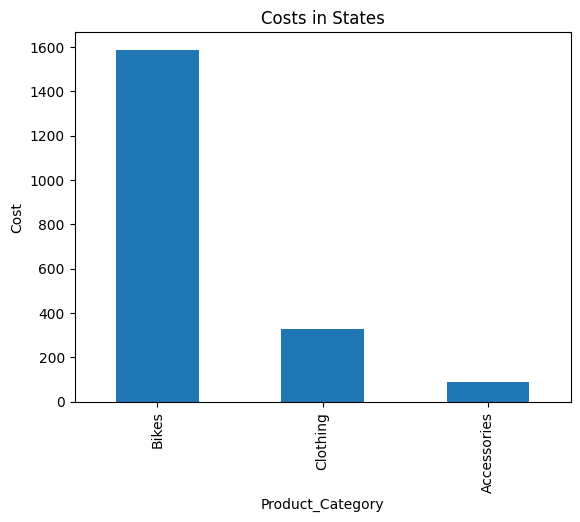 Costs in States
1600
1400
1200
1000
800
600
400
200
0
Cost
Bikes
Clothing
Accessories
Product_Category